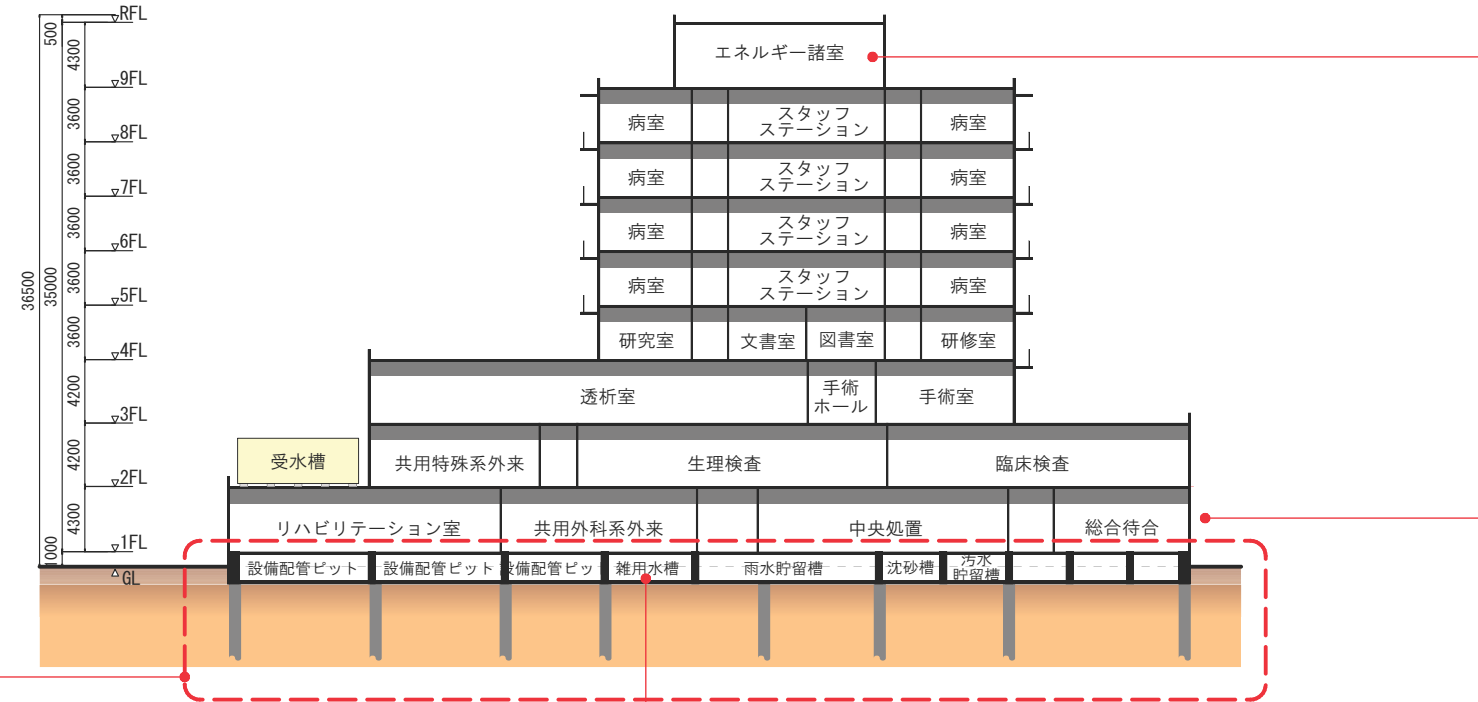 RFL
500
4300
エネルギー諸室
9FL
3600
病室
スタッフ
ステーション
病室
8FL
3600
病室
スタッフ
ステーション
病室
7FL
3600
病室
スタッフ
ステーション
病室
6FL
3600
病室
スタッフ
ステーション
病室
36500
35000
5FL
3600
研究室
文書室
図書室
研修室
4FL
4200
透析室
手術
ホール
手術室
3FL
4200
受水槽
共用特殊系外来
生理検査
臨床検査
2FL
4300
リハビリテーション室
共用外科系外来
中央処置
総合待合
1FL
1000
設備配管ピット
設備配管ピット
設備配管ピッ
雑用水槽
雨水貯留槽
沈砂槽
汚水
貯留槽
GL